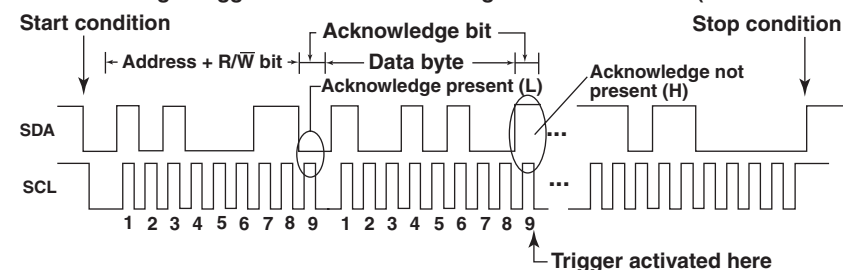 Start condition
Stop condition
Acknowledge bit
Address + R/W̅ bit
Data byte
Acknowledge present (L)
Acknowledge not
present (H)
SDA
...
SCL
...
1 2 3 4 5 6 7 8 9 1 2 3 4 5 6 7 8 9
Trigger activated here